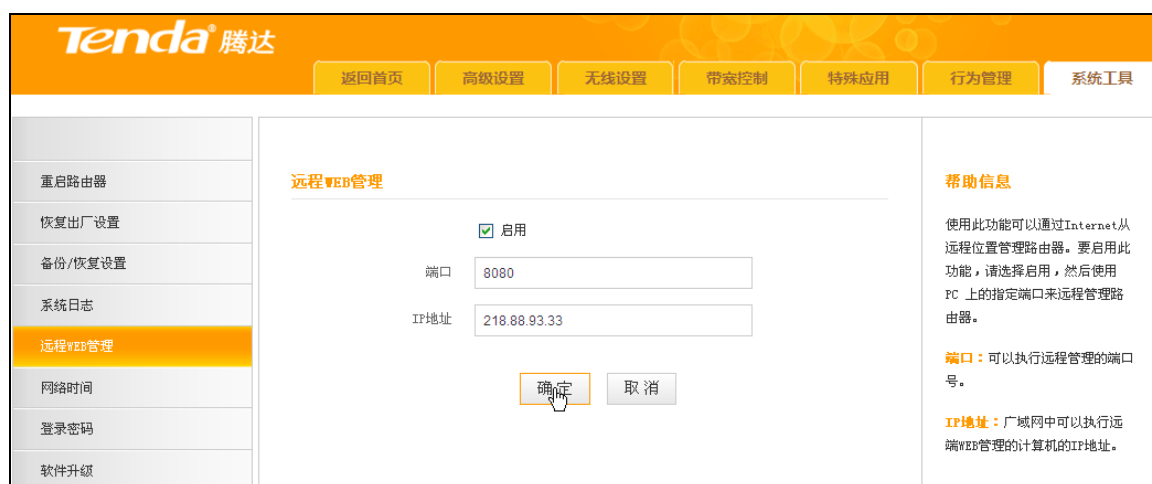 Tenda® 腾达
返回首页 高级设置 无线设置 带宽控制 特殊应用 行为管理 系统工具
重启路由器
恢复出厂设置
备份/恢复设置
系统日志
远程WEB管理
网络时间
登录密码
软件升级
远程WEB管理
启用
端口 8080
IP地址 218.88.93.33
确定 取消
帮助信息
使用此功能可以通过Internet从
远程位置管理路由器。要启用此
功能，请选择启用，然后使用
PC 上的指定端口来远程管理路
由器。
端口：可以执行远程管理的端口
号。
IP地址：广域网中可以执行远
端WEB管理的计算机的IP地址。